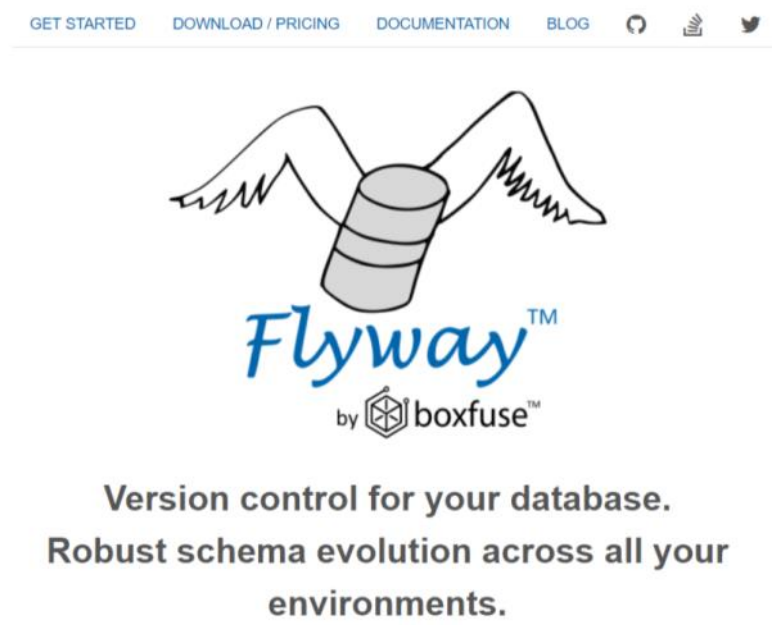 GET STARTED DOWNLOAD / PRICING DOCUMENTATION BLOG
Flyway™
by boxfuse™
Version control for your database.
Robust schema evolution across all your
environments.